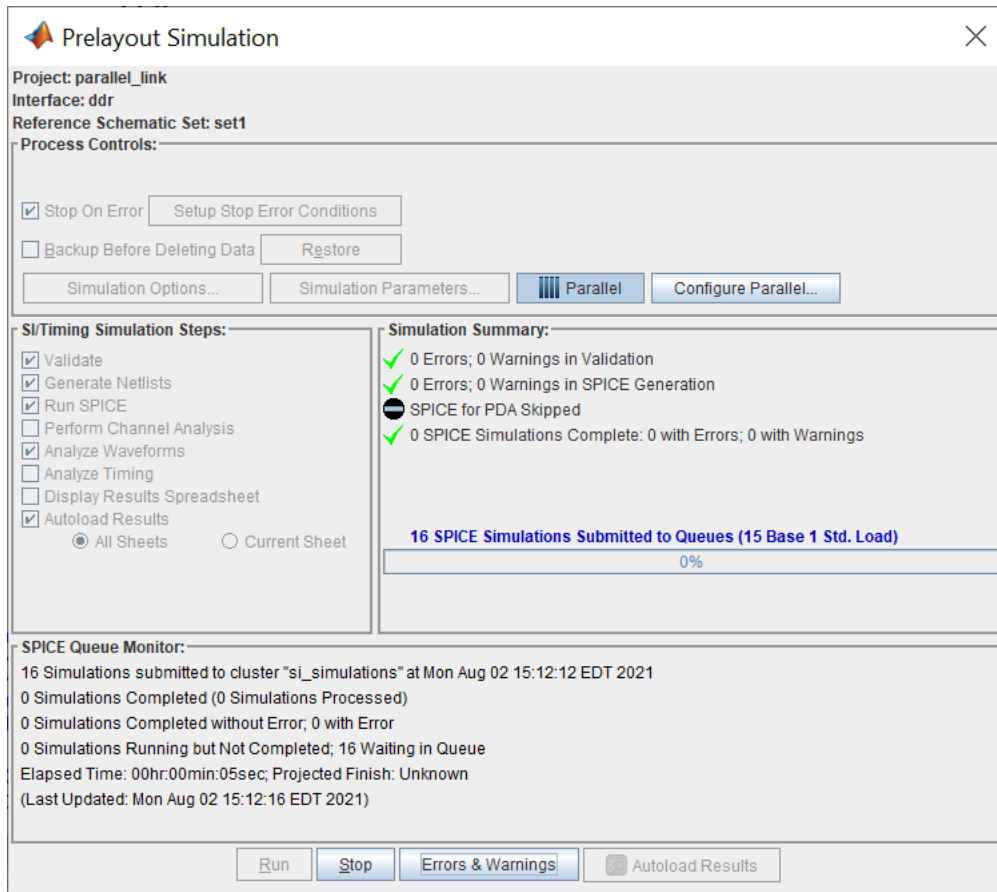 Prelayout Simulation
Project: parallel_link
Interface: ddr
Reference Schematic Set: set1
Process Controls:
Stop On Error Setup Stop Error Conditions
Backup Before Deleting Data Restore
Simulation Options... Simulation Parameters... Parallel Configure Parallel...
SI/Timing Simulation Steps:
Validate
Generate Netlists
Run SPICE
Perform Channel Analysis
Analyze Waveforms
Analyze Timing
Display Results Spreadsheet
Autoload Results
All Sheets Current Sheet
Simulation Summary:
0 Errors; 0 Warnings in Validation
0 Errors; 0 Warnings in SPICE Generation
SPICE for PDA Skipped
0 SPICE Simulations Complete: 0 with Errors; 0 with Warnings
16 SPICE Simulations Submitted to Queues (15 Base 1 Std. Load)
0%
SPICE Queue Monitor:
16 Simulations submitted to cluster "si_simulations" at Mon Aug 02 15:12:12 EDT 2021
0 Simulations Completed (0 Simulations Processed)
0 Simulations Completed without Error; 0 with Error
0 Simulations Running but Not Completed; 16 Waiting in Queue
Elapsed Time: 00hr:00min:05sec; Projected Finish: Unknown
(Last Updated: Mon Aug 02 15:12:16 EDT 2021)
Run Stop Errors & Warnings Autoload Results